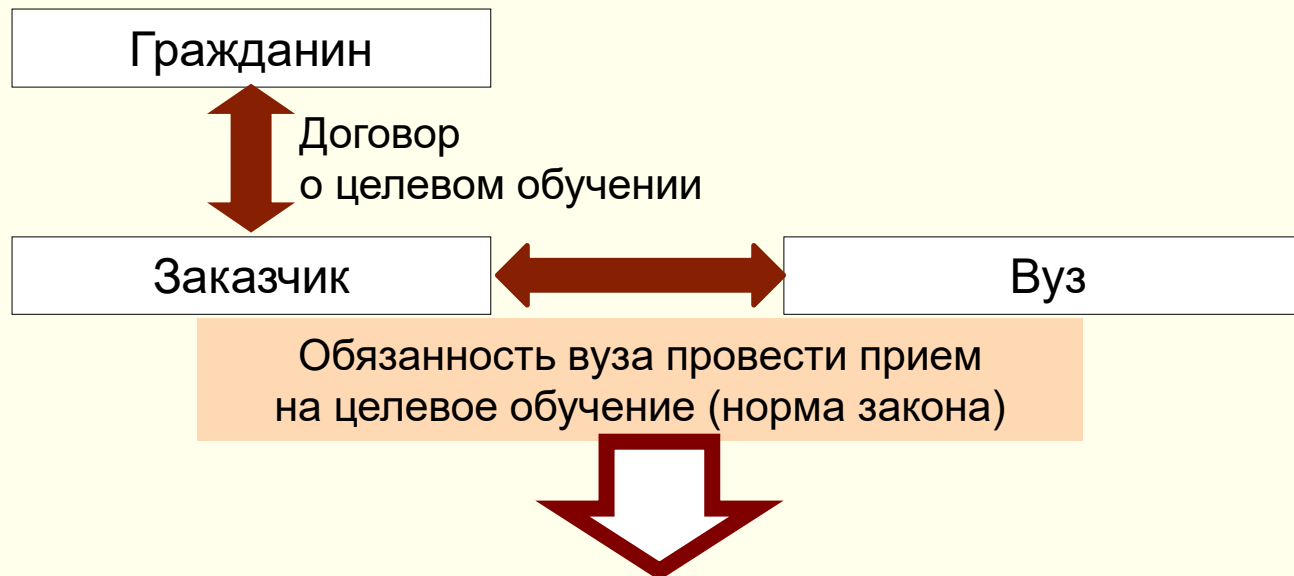 Гражданин
Договор
о целевом обучении
Заказчик
Вуз
Обязанность вуза провести прием
на целевое обучение (норма закона)